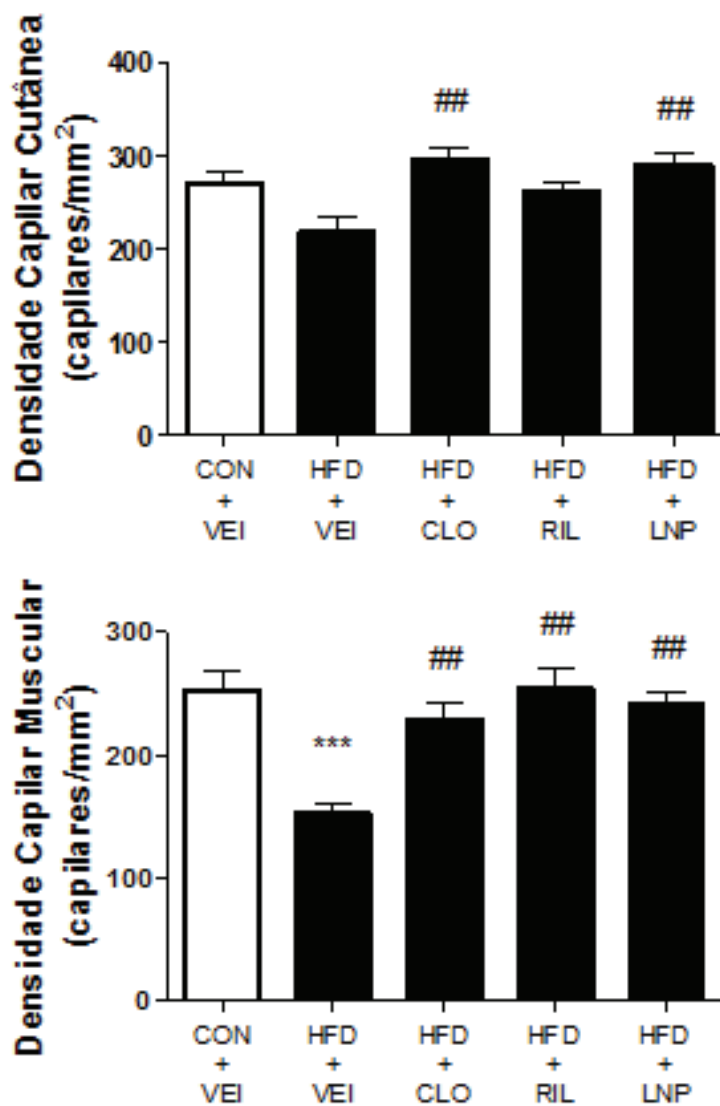 Densidade Capilar Cutânea
(capilares/mm²)
400
300
200
100
0
##
##
CON
+
VEI
HFD
+
VEI
HFD
+
CLO
HFD
+
RIL
HFD
+
LNP
Densidade Capilar Muscular
(capilares/mm²)
300
200
100
0
***
##
##
##
CON
+
VEI
HFD
+
VEI
HFD
+
CLO
HFD
+
RIL
HFD
+
LNP